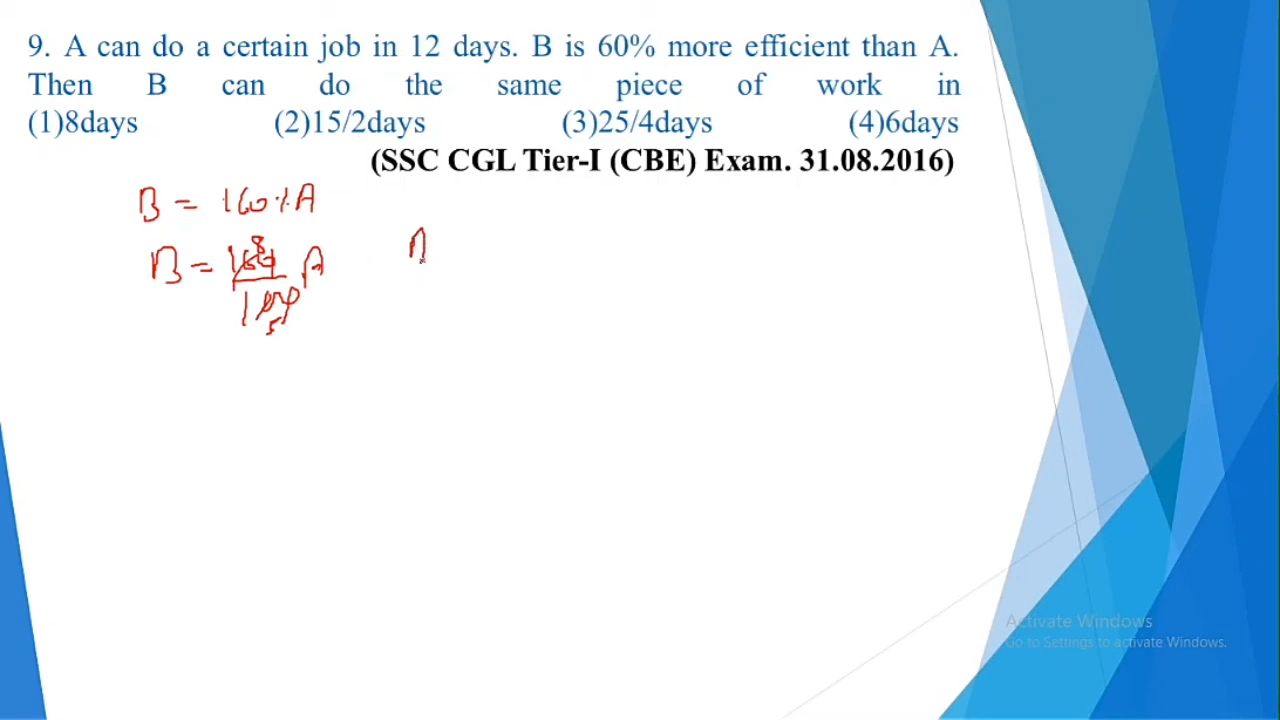 9. A can do a certain job in 12 days. B is 60% more efficient than A.
Then B can do the same piece of work in
(1)8days (2)15/2days (3)25/4days (4)6days
(SSC CGL Tier-I (CBE) Exam. 31.08.2016)
B = 160% A
8
B = 160 A
100
5
Activate Windows
Go to Settings to activate Windows.